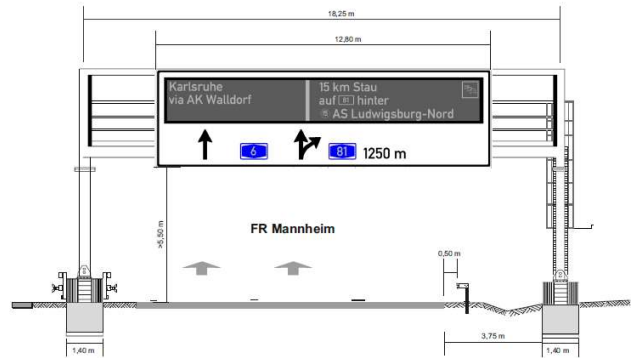 18,25 m
12,80 m
Karlsruhe
via AK Walldorf
15 km Stau
auf 81 hinter
AS Ludwigsburg-Nord
6
81 1250 m
>5,50 m
FR Mannheim
0,50 m
3,75 m
1,40 m
1,40 m